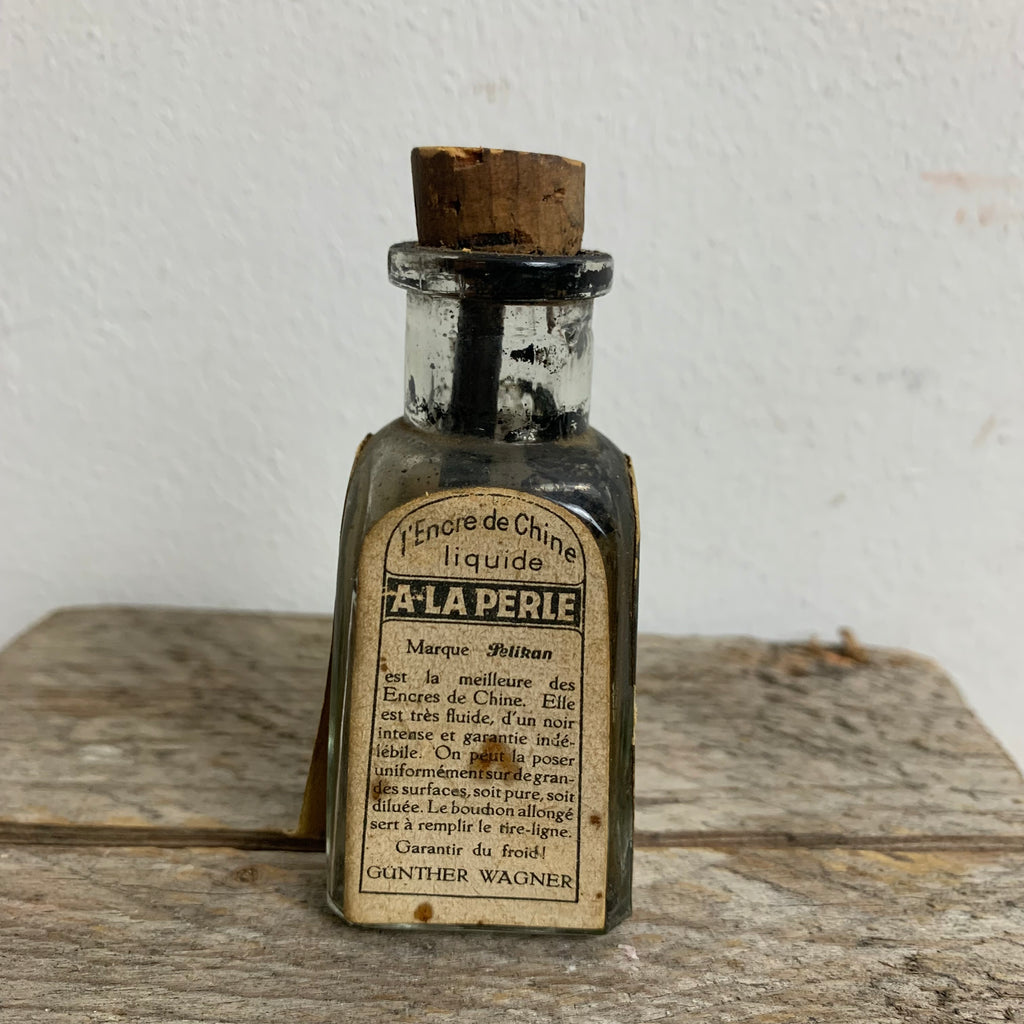 l'Encre de Chine
liquide
A·LA PERLE
Marque Pelikan
est la meilleure des
Encres de Chine. Elle
est très fluide, d'un noir
intense et garantie indé-
lébile. On peut la poser
uniformément sur de gran-
des surfaces, soit pure, soit
diluée. Le bouchon allongé
sert à remplir le tire-ligne.
Garantir du froid!
GÜNTHER WAGNER